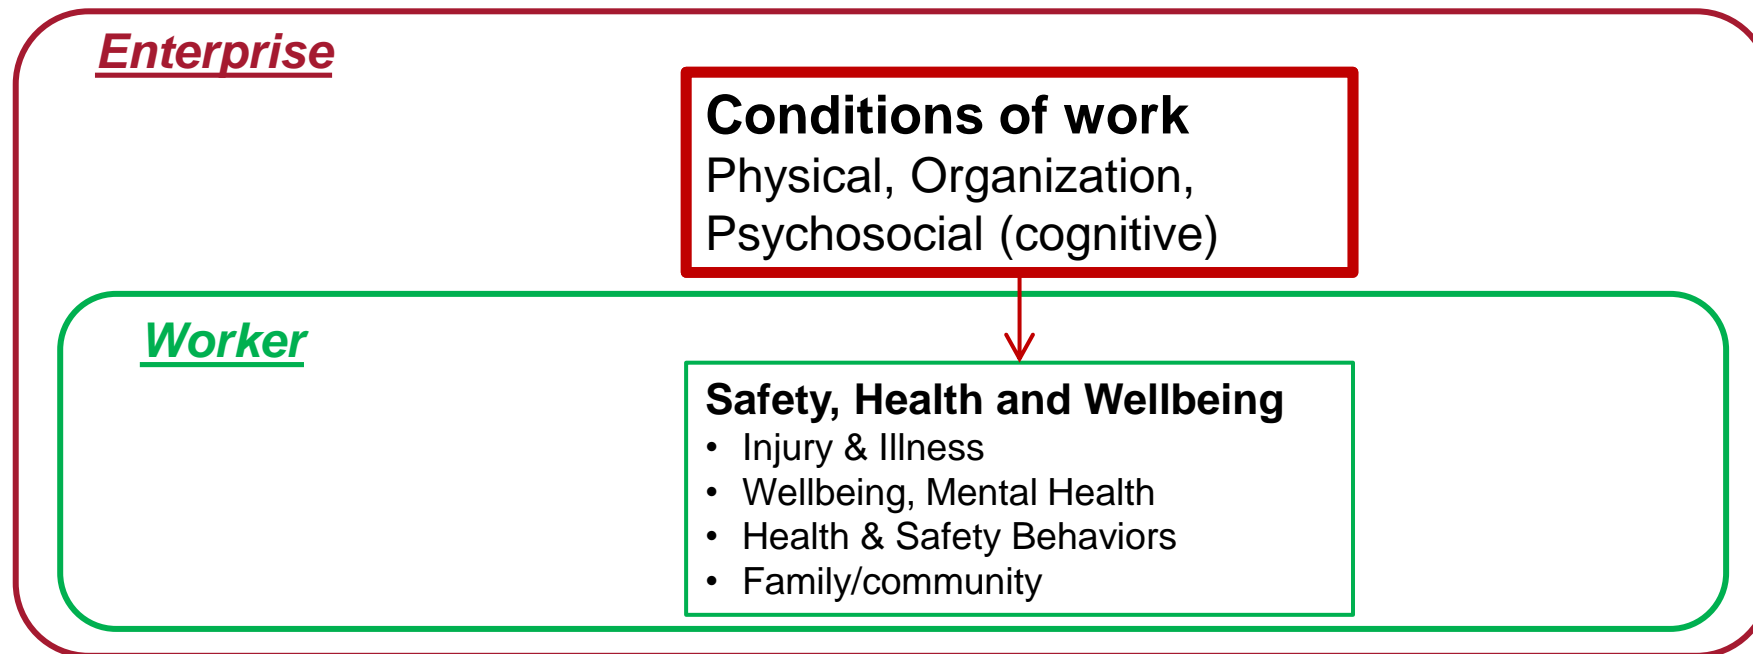 Enterprise
Conditions of work
Physical, Organization,
Psychosocial (cognitive)
Worker
Safety, Health and Wellbeing
• Injury & Illness
• Wellbeing, Mental Health
• Health & Safety Behaviors
• Family/community